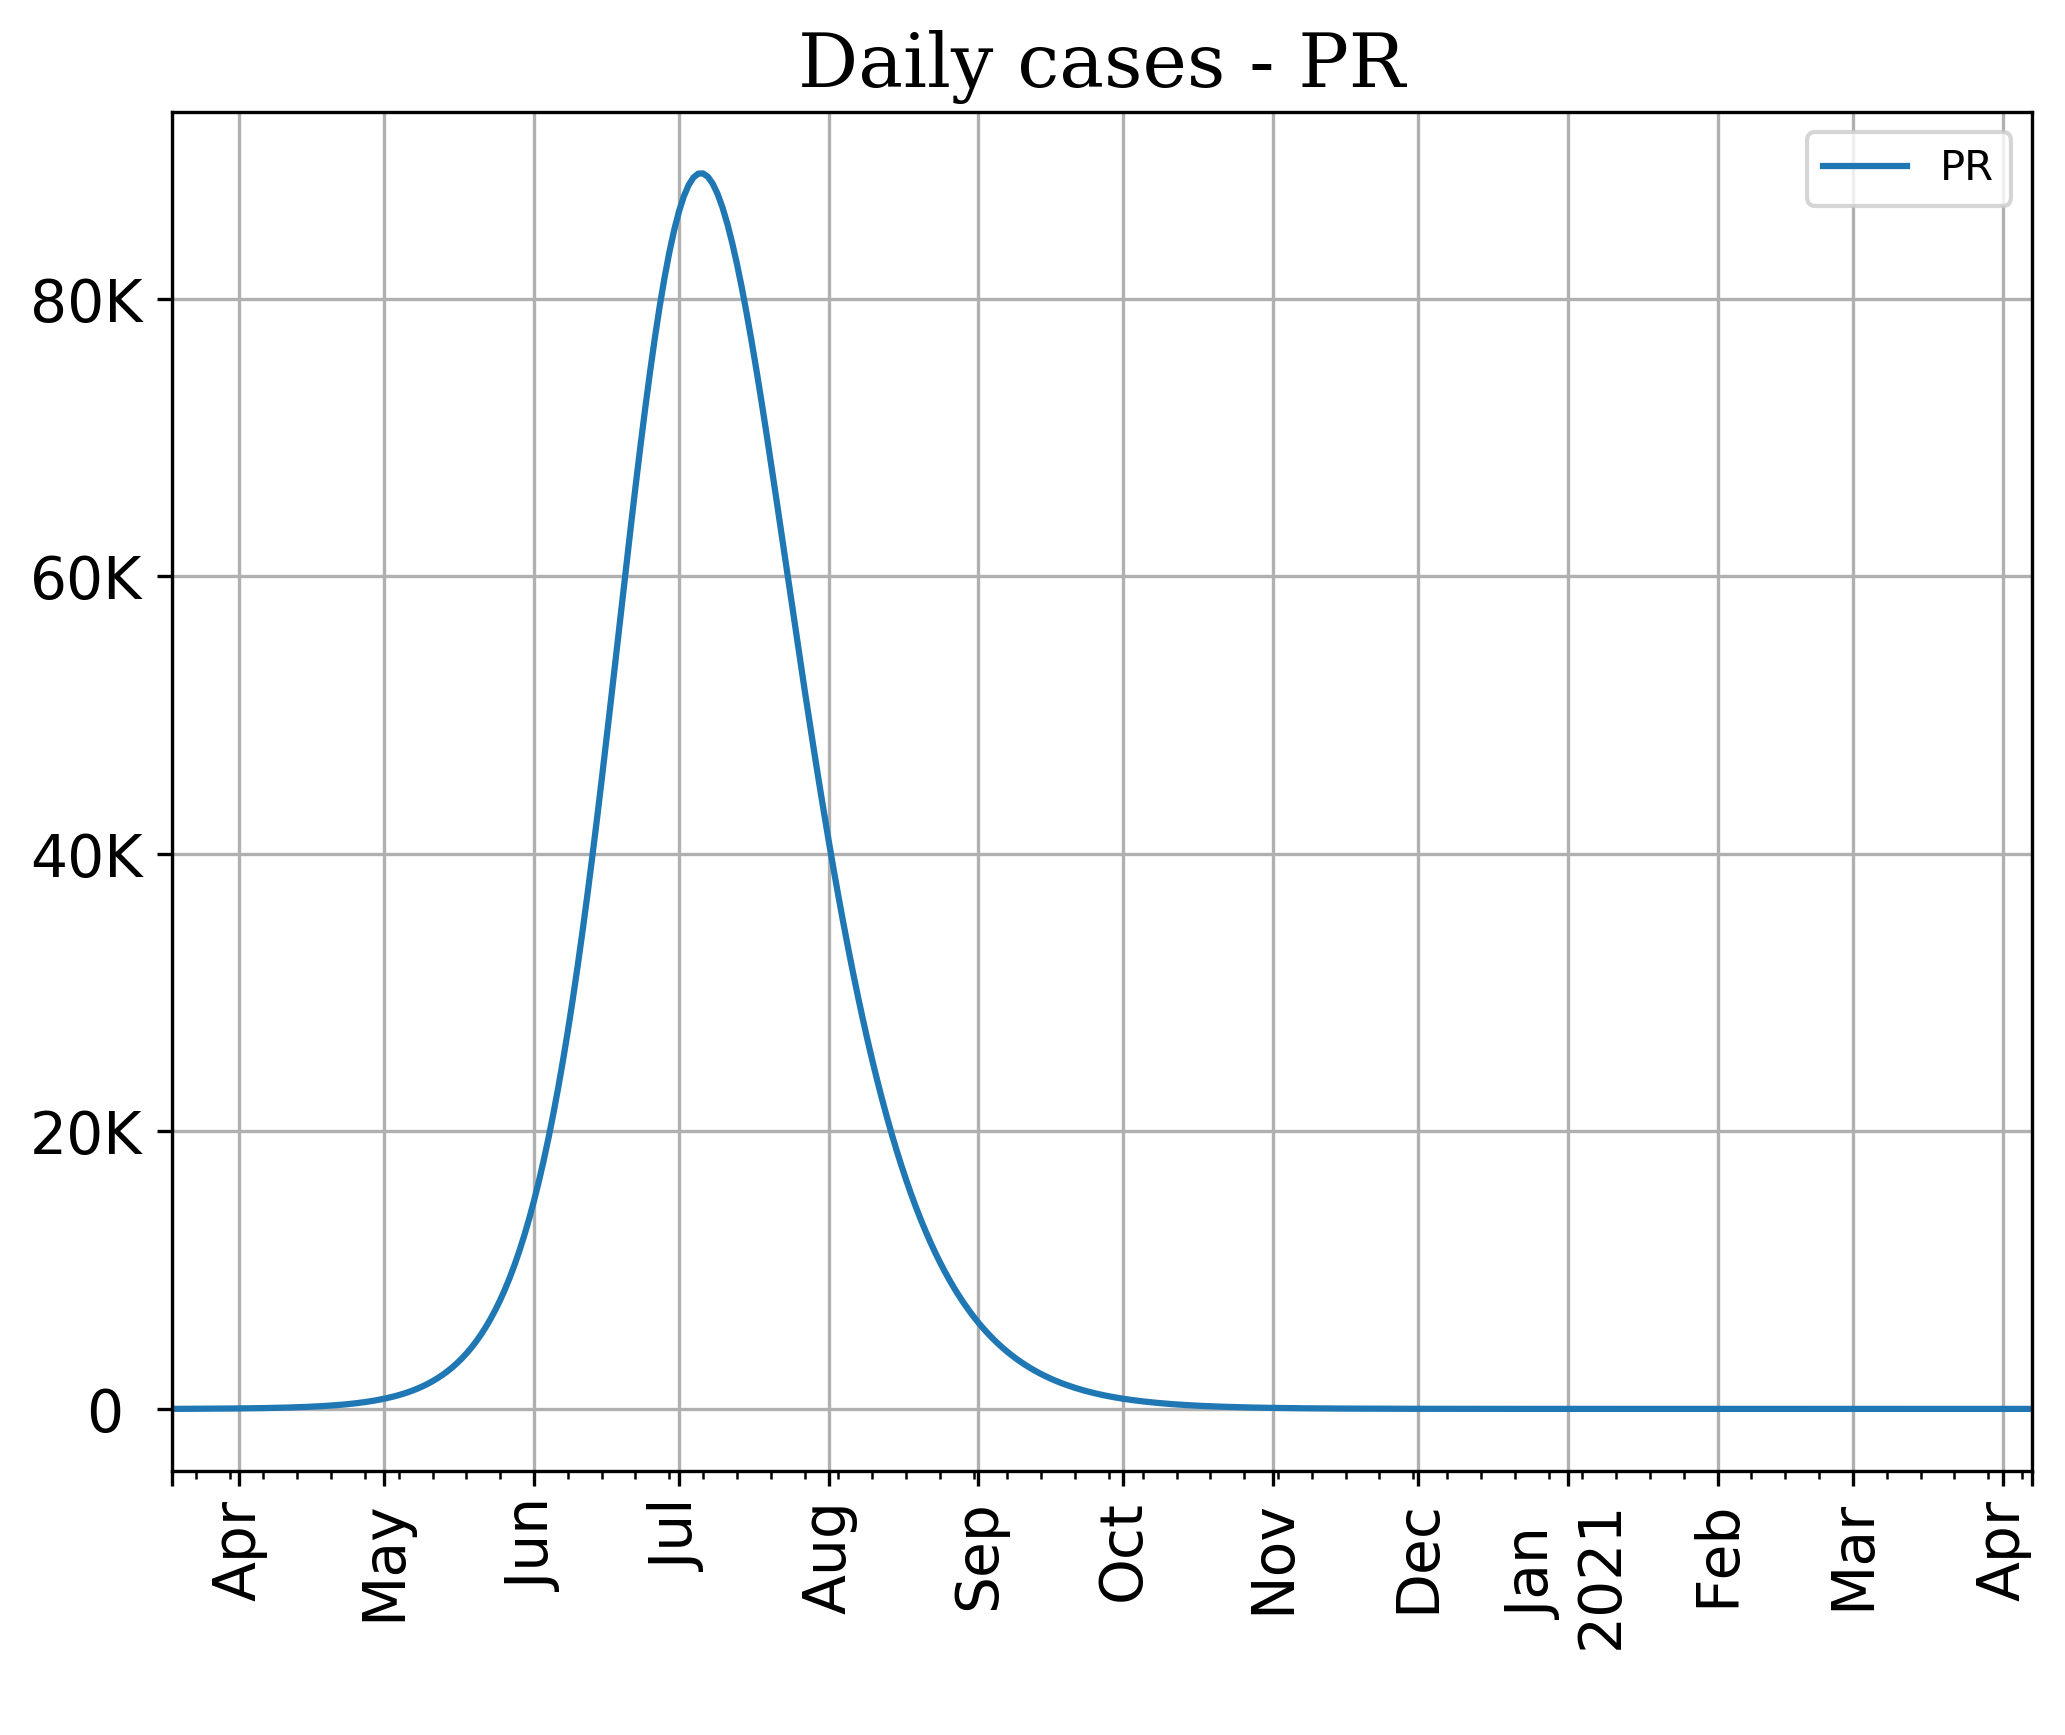 Daily cases - PR
PR
80K
60K
40K
20K
0
Apr
May
Jun
Jul
Aug
Sep
Oct
Nov
Dec
Jan
2021
Feb
Mar
Apr